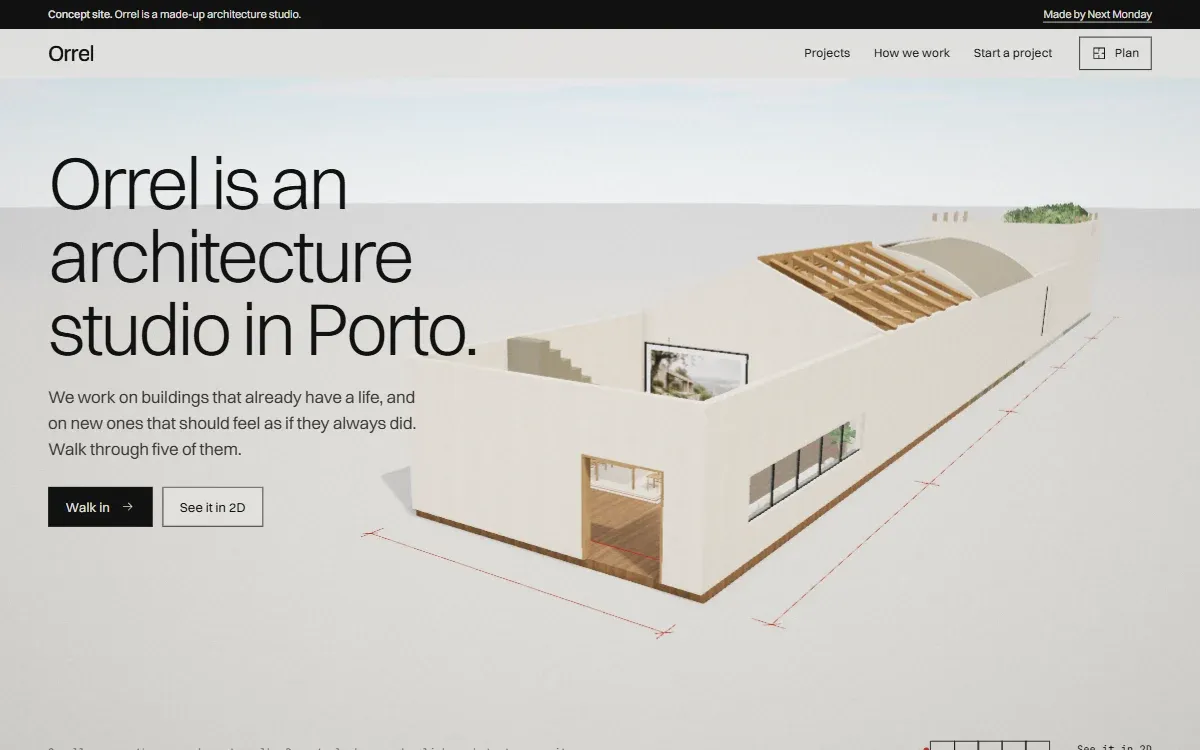 Concept site. Orrel is a made-up architecture studio.
Made by Next Monday
Orrel
Projects
How we work
Start a project
Plan
Orrel is an
architecture
studio in Porto.
We work on buildings that already have a life, and
on new ones that should feel as if they always did.
Walk through five of them.
Walk in
See it in 2D
See it in 2D